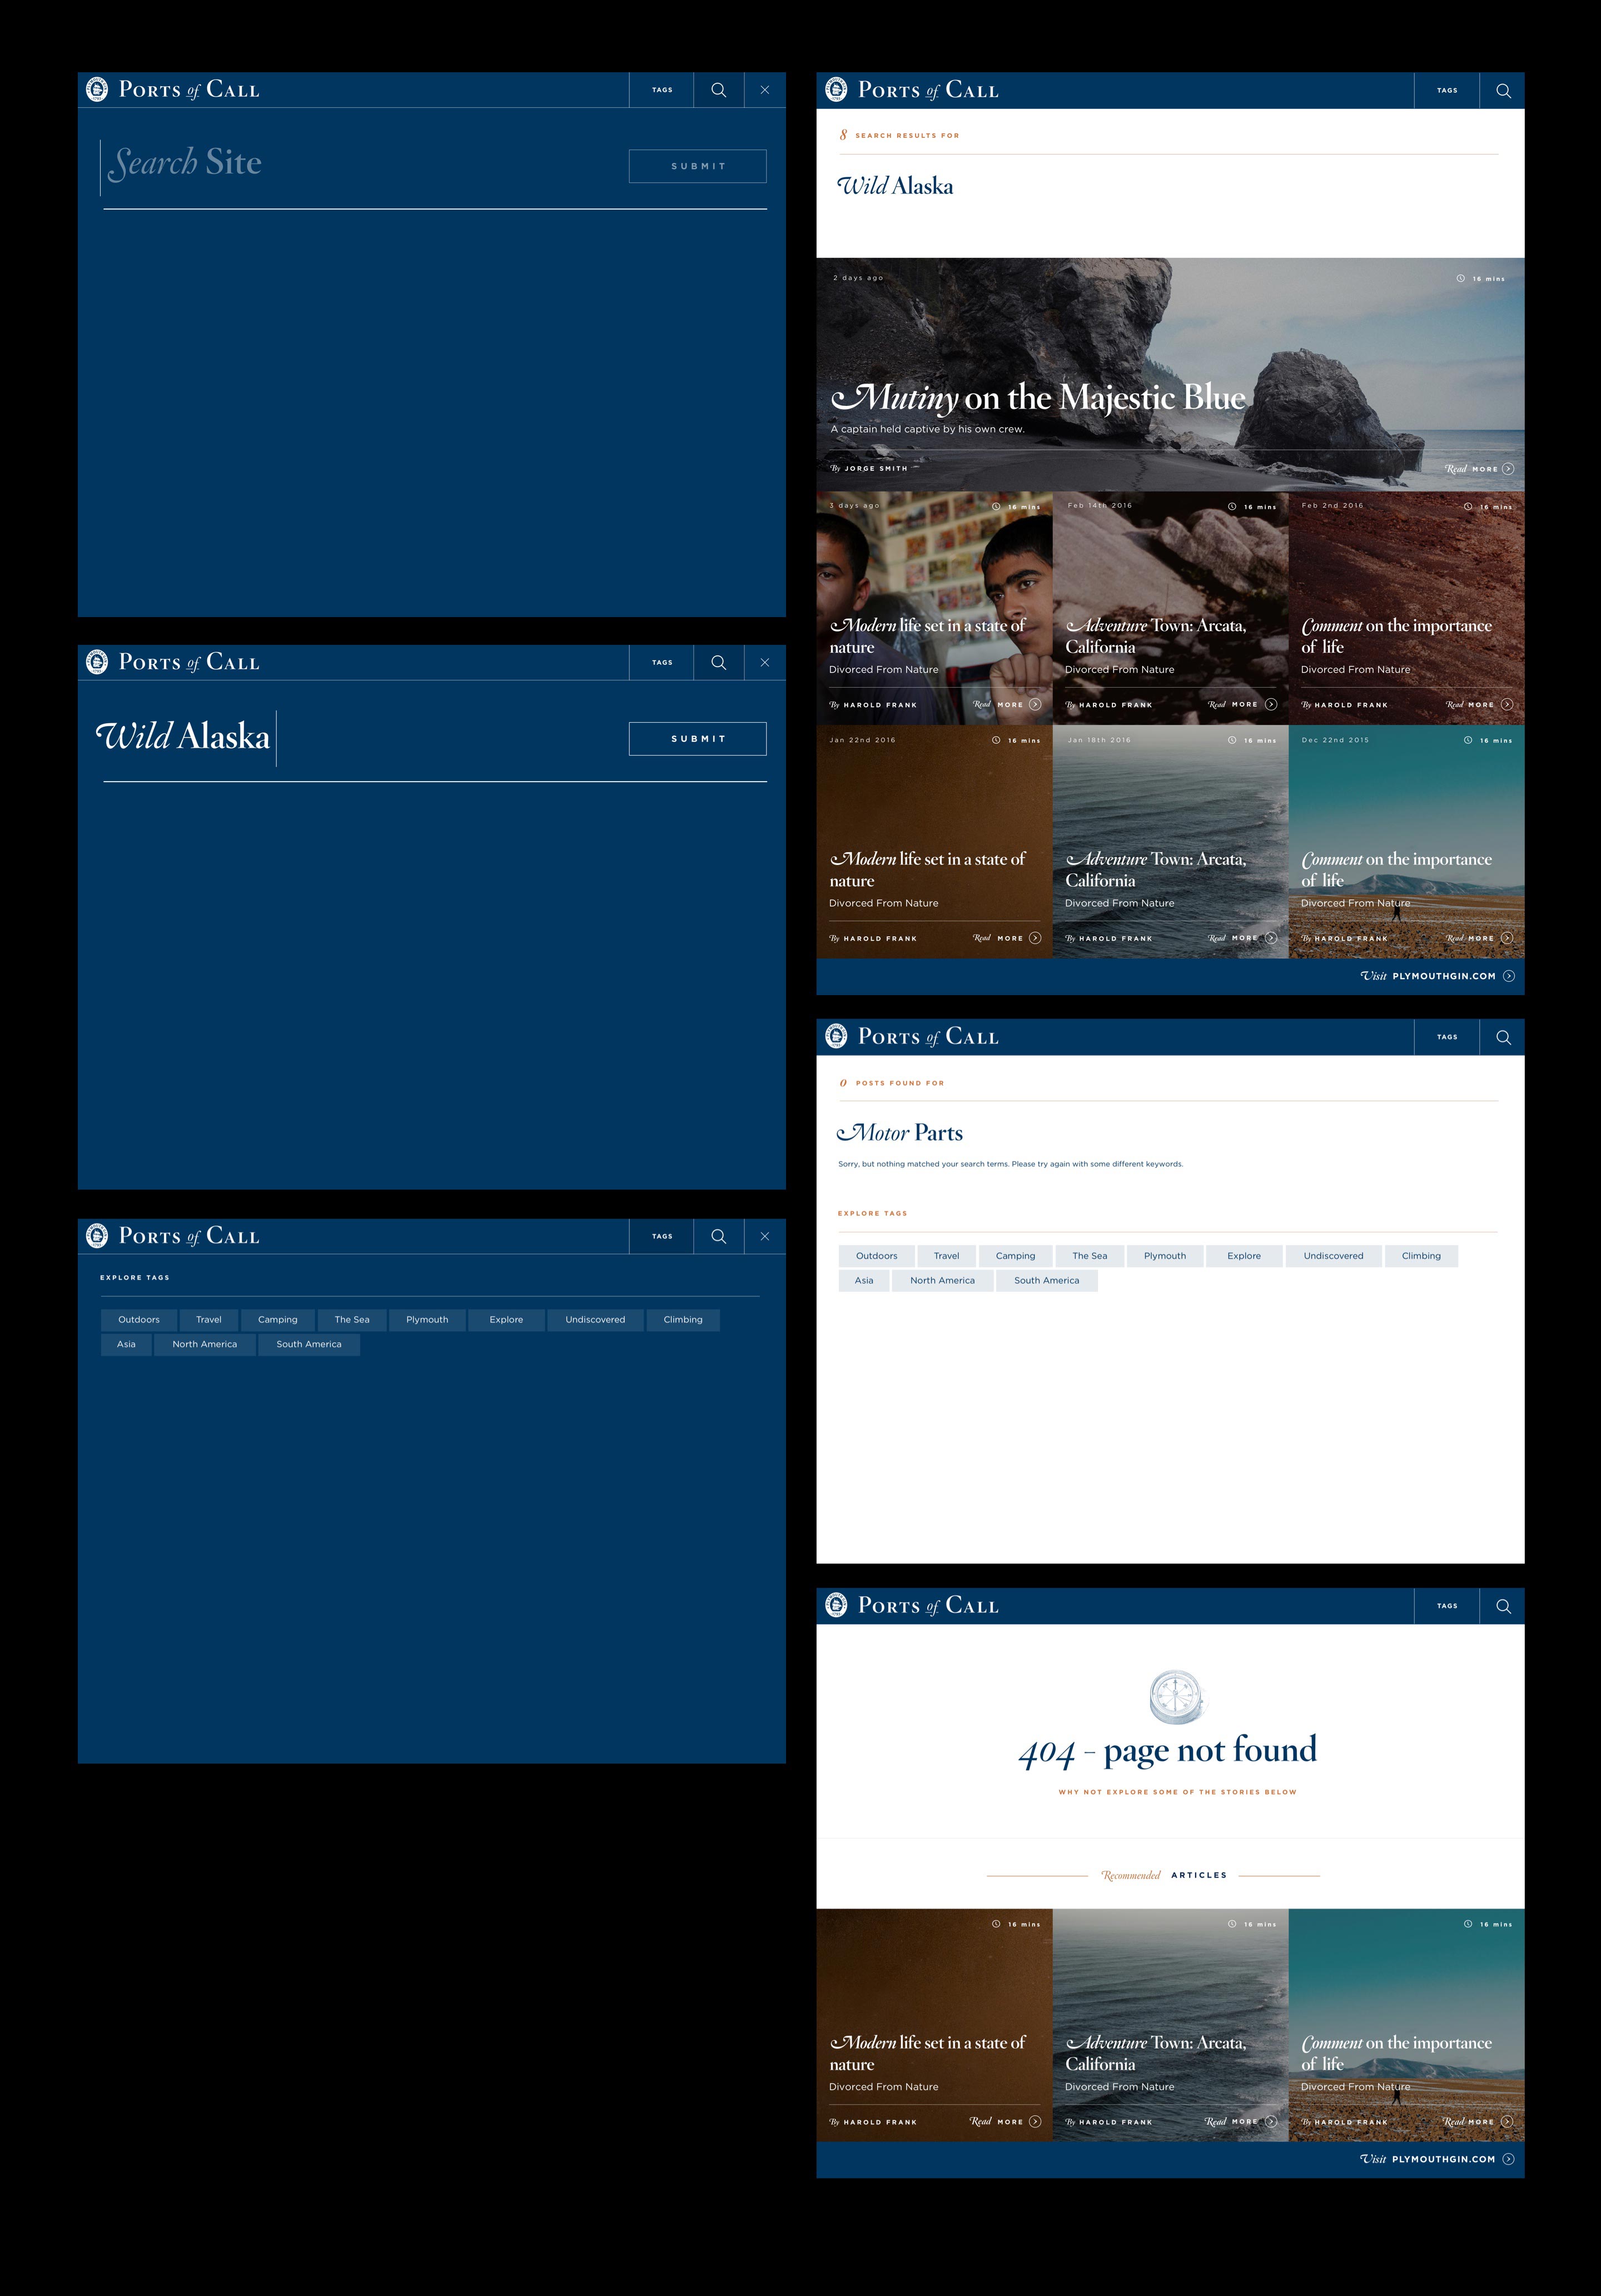 PORTS of CALL
TAGS
Search Site
SUBMIT
PORTS of CALL
TAGS
Wild Alaska
SUBMIT
PORTS of CALL
TAGS
EXPLORE TAGS
Outdoors Travel Camping The Sea Plymouth Explore Undiscovered Climbing
Asia North America South America
PORTS of CALL
TAGS
8 SEARCH RESULTS FOR
Wild Alaska
2 days ago 16 mins
Mutiny on the Majestic Blue
A captain held captive by his own crew.
By JORGE SMITH Read MORE
3 days ago 16 mins
Modern life set in a state of
nature
Divorced From Nature
By HAROLD FRANK Read MORE
Feb 14th 2016 16 mins
Adventure Town: Arcata,
California
Divorced From Nature
By HAROLD FRANK Read MORE
Feb 2nd 2016 16 mins
Comment on the importance
of life
Divorced From Nature
By HAROLD FRANK Read MORE
Jan 22nd 2016 16 mins
Modern life set in a state of
nature
Divorced From Nature
By HAROLD FRANK Read MORE
Jan 18th 2016 16 mins
Adventure Town: Arcata,
California
Divorced From Nature
By HAROLD FRANK Read MORE
Dec 22nd 2015 16 mins
Comment on the importance
of life
Divorced From Nature
By HAROLD FRANK Read MORE
Visit PLYMOUTHGIN.COM
PORTS of CALL
TAGS
0 POSTS FOUND FOR
Motor Parts
Sorry, but nothing matched your search terms. Please try again with some different keywords.
EXPLORE TAGS
Outdoors Travel Camping The Sea Plymouth Explore Undiscovered Climbing
Asia North America South America
PORTS of CALL
TAGS
404 - page not found
WHY NOT EXPLORE SOME OF THE STORIES BELOW
Recommended ARTICLES
16 mins
Modern life set in a state of
nature
Divorced From Nature
By HAROLD FRANK Read MORE
16 mins
Adventure Town: Arcata,
California
Divorced From Nature
By HAROLD FRANK Read MORE
16 mins
Comment on the importance
of life
Divorced From Nature
By HAROLD FRANK Read MORE
Visit PLYMOUTHGIN.COM